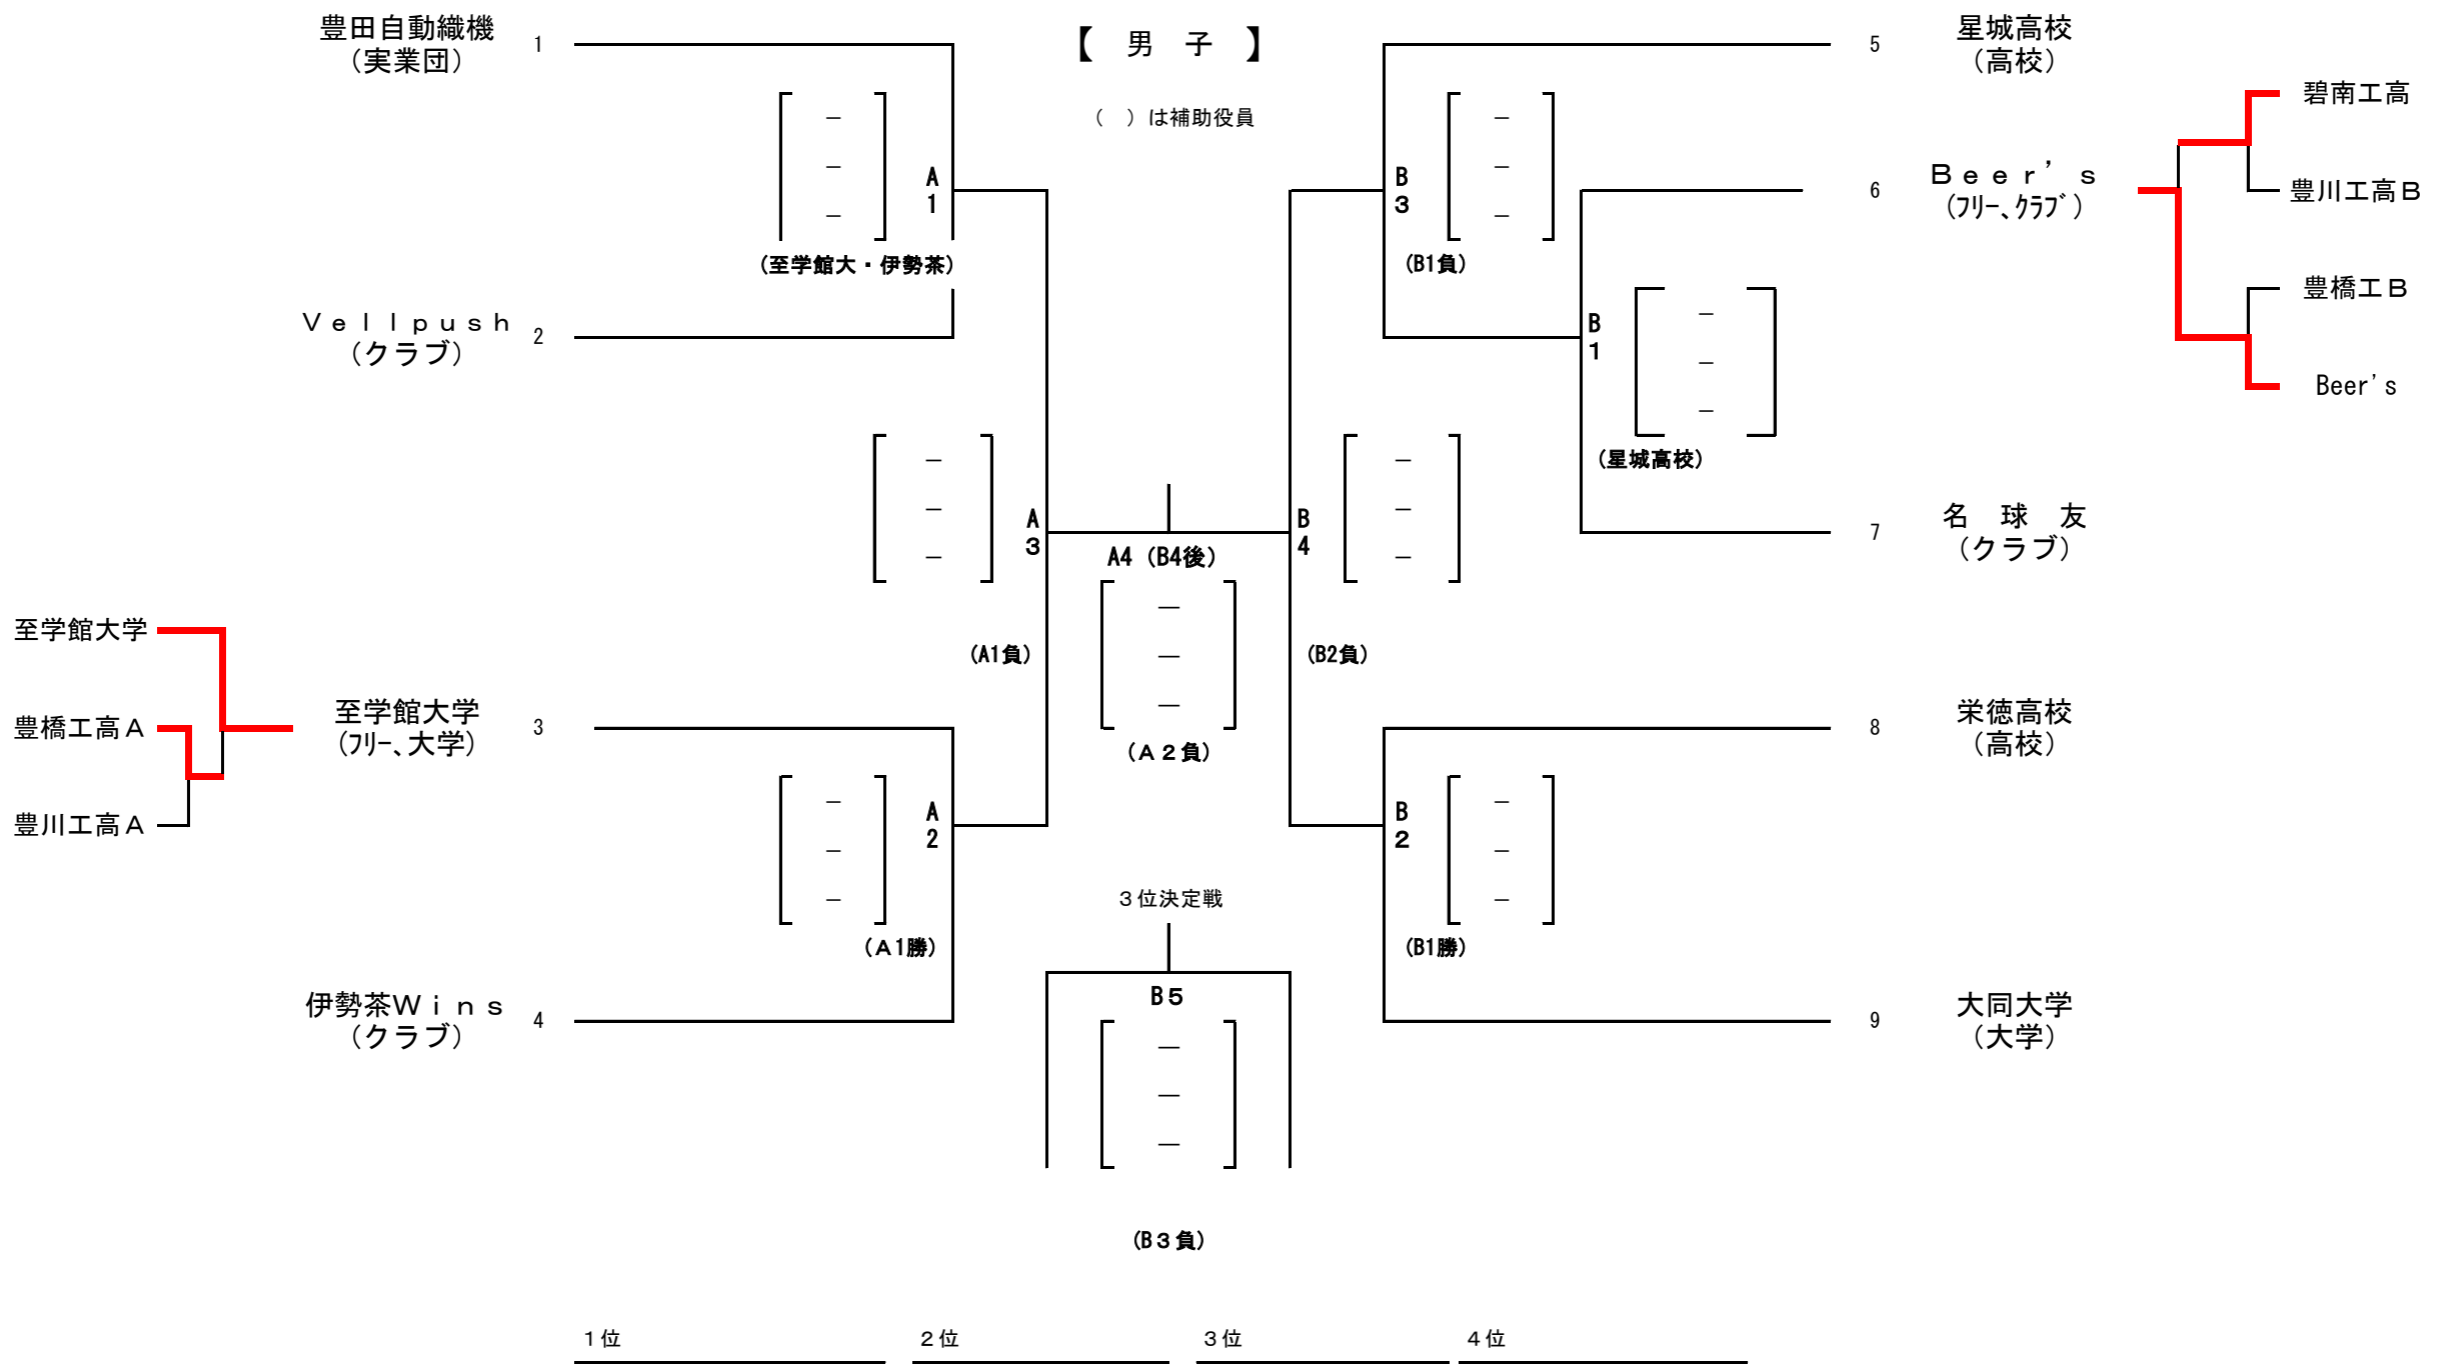 【　男　子　】
（　）は補助役員
豊田自動織機
（実業団）
1
－
－
－
A
1
(至学館大・伊勢茶)
Ｖｅｌｌｐｕｓｈ
（クラブ）
2
－
－
－
A
3
(A1負)
至学館大学
豊橋工高Ａ
豊川工高Ａ
至学館大学
(ﾌﾘｰ､大学)
3
－
－
－
A
2
(Ａ1勝)
伊勢茶Ｗｉｎｓ
（クラブ）
4
A4（B4後）
－
－
－
(Ａ２負)
３位決定戦
B５
－
－
－
(B３負)
星城高校
（高校）
5
－
－
－
B
3
(B1負)
Ｂｅｅｒ’ｓ
(ﾌﾘｰ､ｸﾗﾌﾞ)
6
碧南工高
豊川工高Ｂ
豊橋工Ｂ
Beer's
B
1
－
－
－
(星城高校)
名　球　友
（クラブ）
7
B
4
－
－
－
(B2負)
栄徳高校
（高校）
8
B
２
－
－
－
(B1勝)
大同大学
（大学）
9
１位
２位
３位
４位